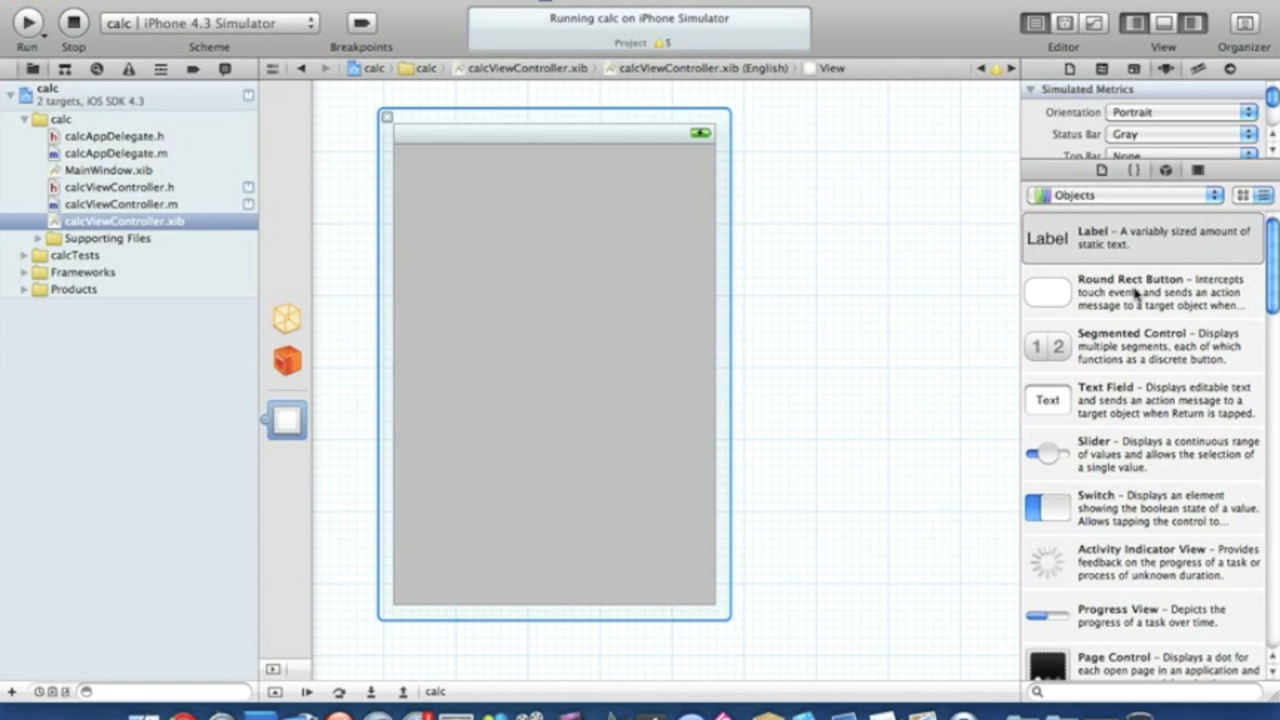 calc | iPhone 4.3 Simulator
Running calc on iPhone Simulator
Project 5
Run
Stop
Scheme
Breakpoints
Editor
View
Organizer
calc
calc
calcViewController.xib
calcViewController.xib (English)
View
calc
2 targets, iOS SDK 4.3
calc
calcAppDelegate.h
calcAppDelegate.m
MainWindow.xib
calcViewController.h
calcViewController.m
calcViewController.xib
Supporting Files
calcTests
Frameworks
Products
Simulated Metrics
Orientation Portrait
Status Bar Gray
Top Bar None
{}
Objects
Label
Label – A variably sized amount of
static text.
Round Rect Button – Intercepts
touch events and sends an action
message to a target object when...
1 2
Segmented Control – Displays
multiple segments, each of which
functions as a discrete button.
Text
Text Field – Displays editable text
and sends an action message to a
target object when Return is tapped.
Slider – Displays a continuous range
of values and allows the selection of
a single value.
Switch – Displays an element
showing the boolean state of a value.
Allows tapping the control to...
Activity Indicator View – Provides
feedback on the progress of a task or
process of unknown duration.
Progress View – Depicts the
progress of a task over time.
Page Control – Displays a dot for
each open page in an application and
calc